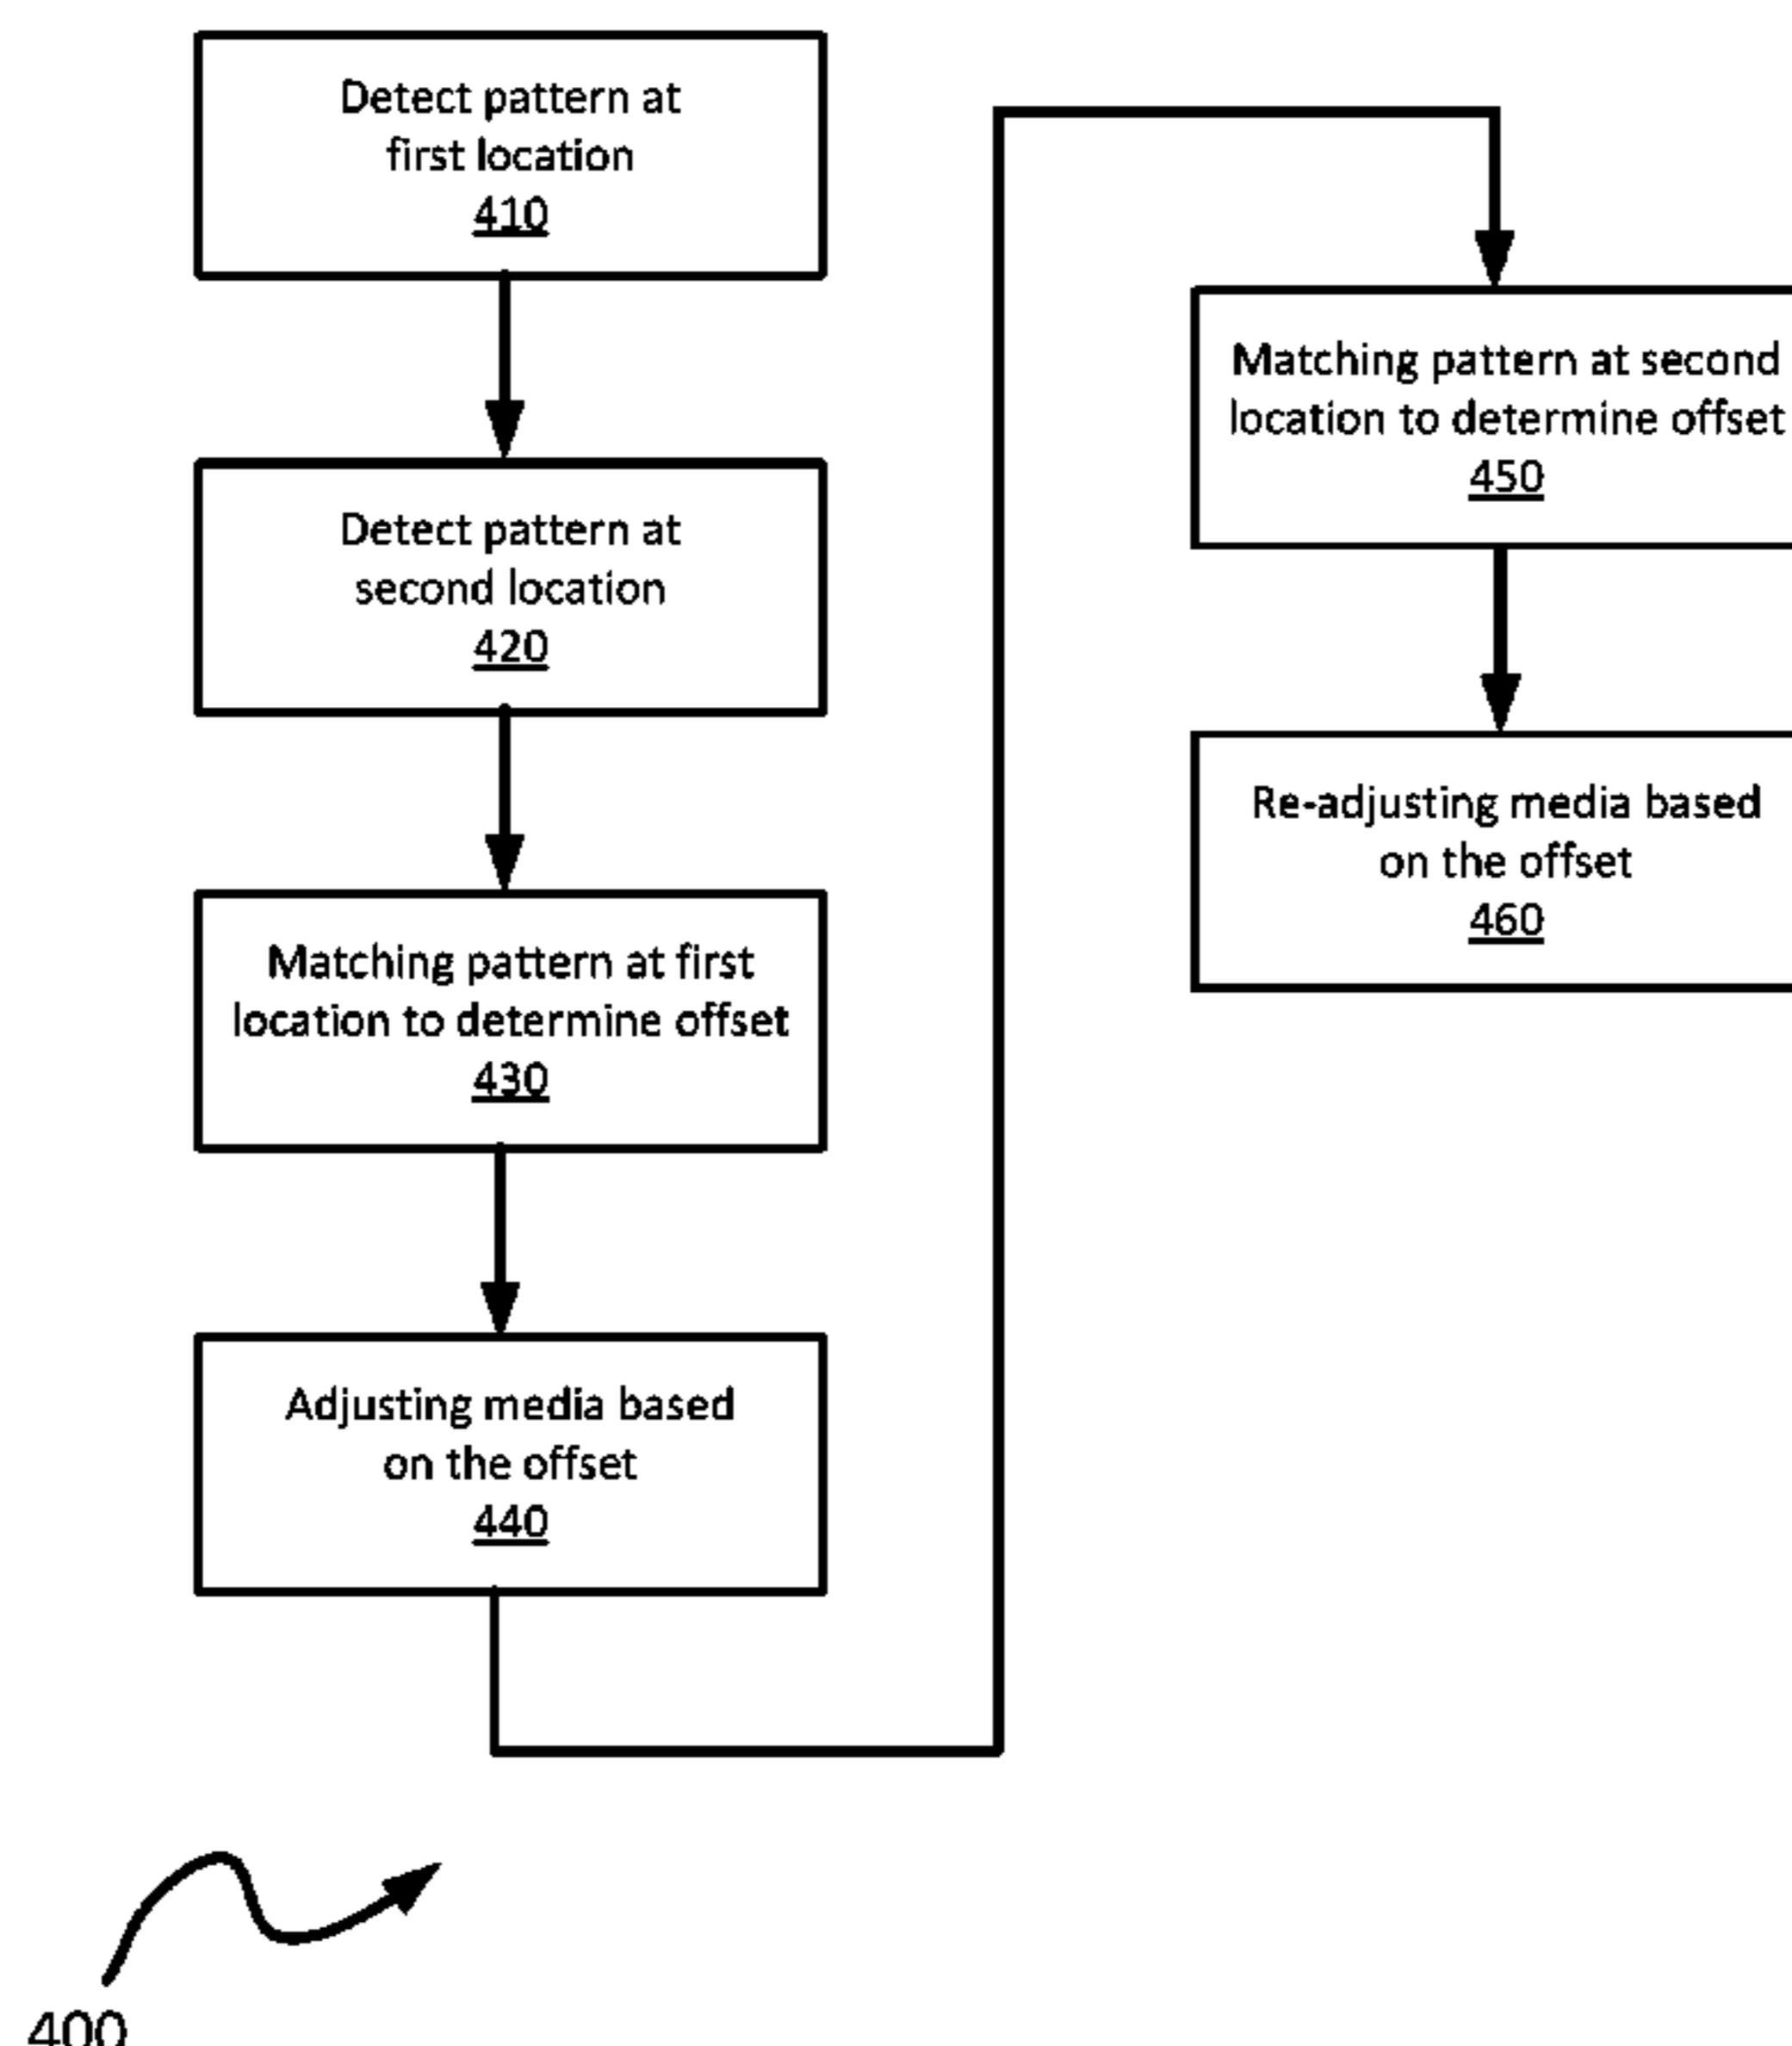 Detect pattern at
first location
410
Detect pattern at
second location
420
Matching pattern at first
location to determine offset
430
Adjusting media based
on the offset
440
Matching pattern at second
location to determine offset
450
Re-adjusting media based
on the offset
460
400